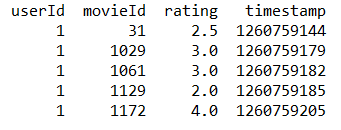 userId movieId rating timestamp
1 31 2.5 1260759144
1 1029 3.0 1260759179
1 1061 3.0 1260759182
1 1129 2.0 1260759185
1 1172 4.0 1260759205